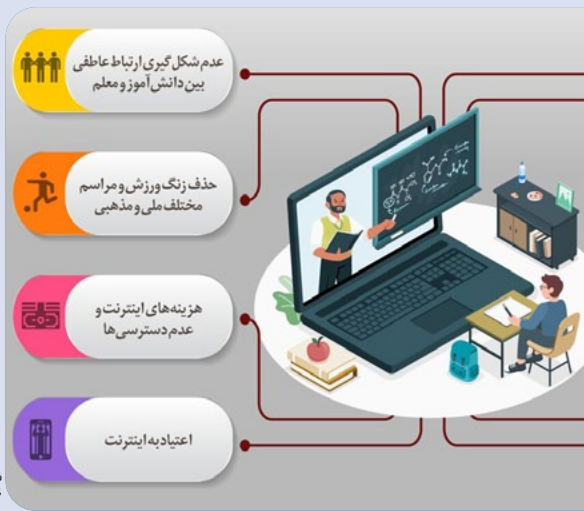 عدم شکل گیری ارتباط عاطفی
بین دانش آموز و معلم
حذف زنگ ورزش و مراسم
مختلف ملی و مذهبی
هزینه‌های اینترنت و
عدم دسترسی‌ها
اعتیاد به اینترنت